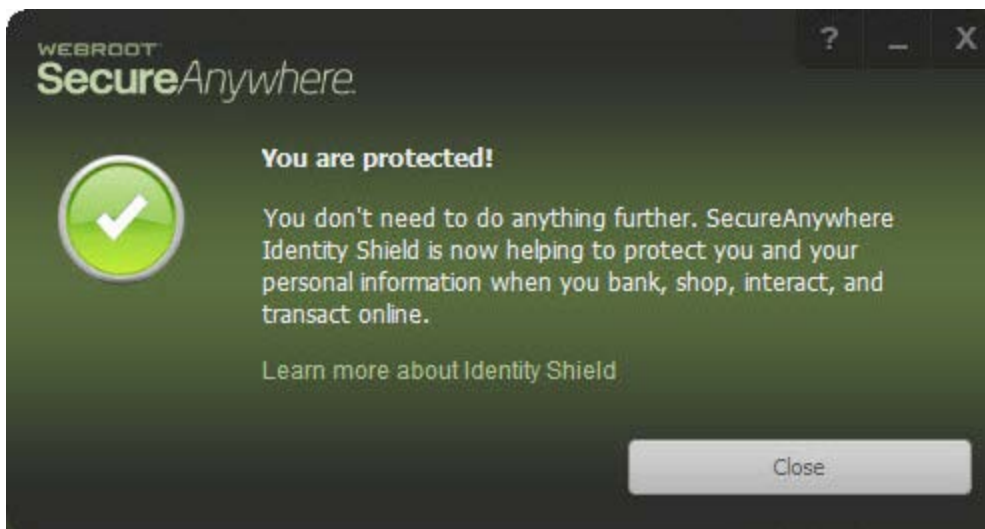 WEBROOT
SecureAnywhere.
? _ X
You are protected!
You don't need to do anything further. SecureAnywhere
Identity Shield is now helping to protect you and your
personal information when you bank, shop, interact, and
transact online.
Learn more about Identity Shield
Close